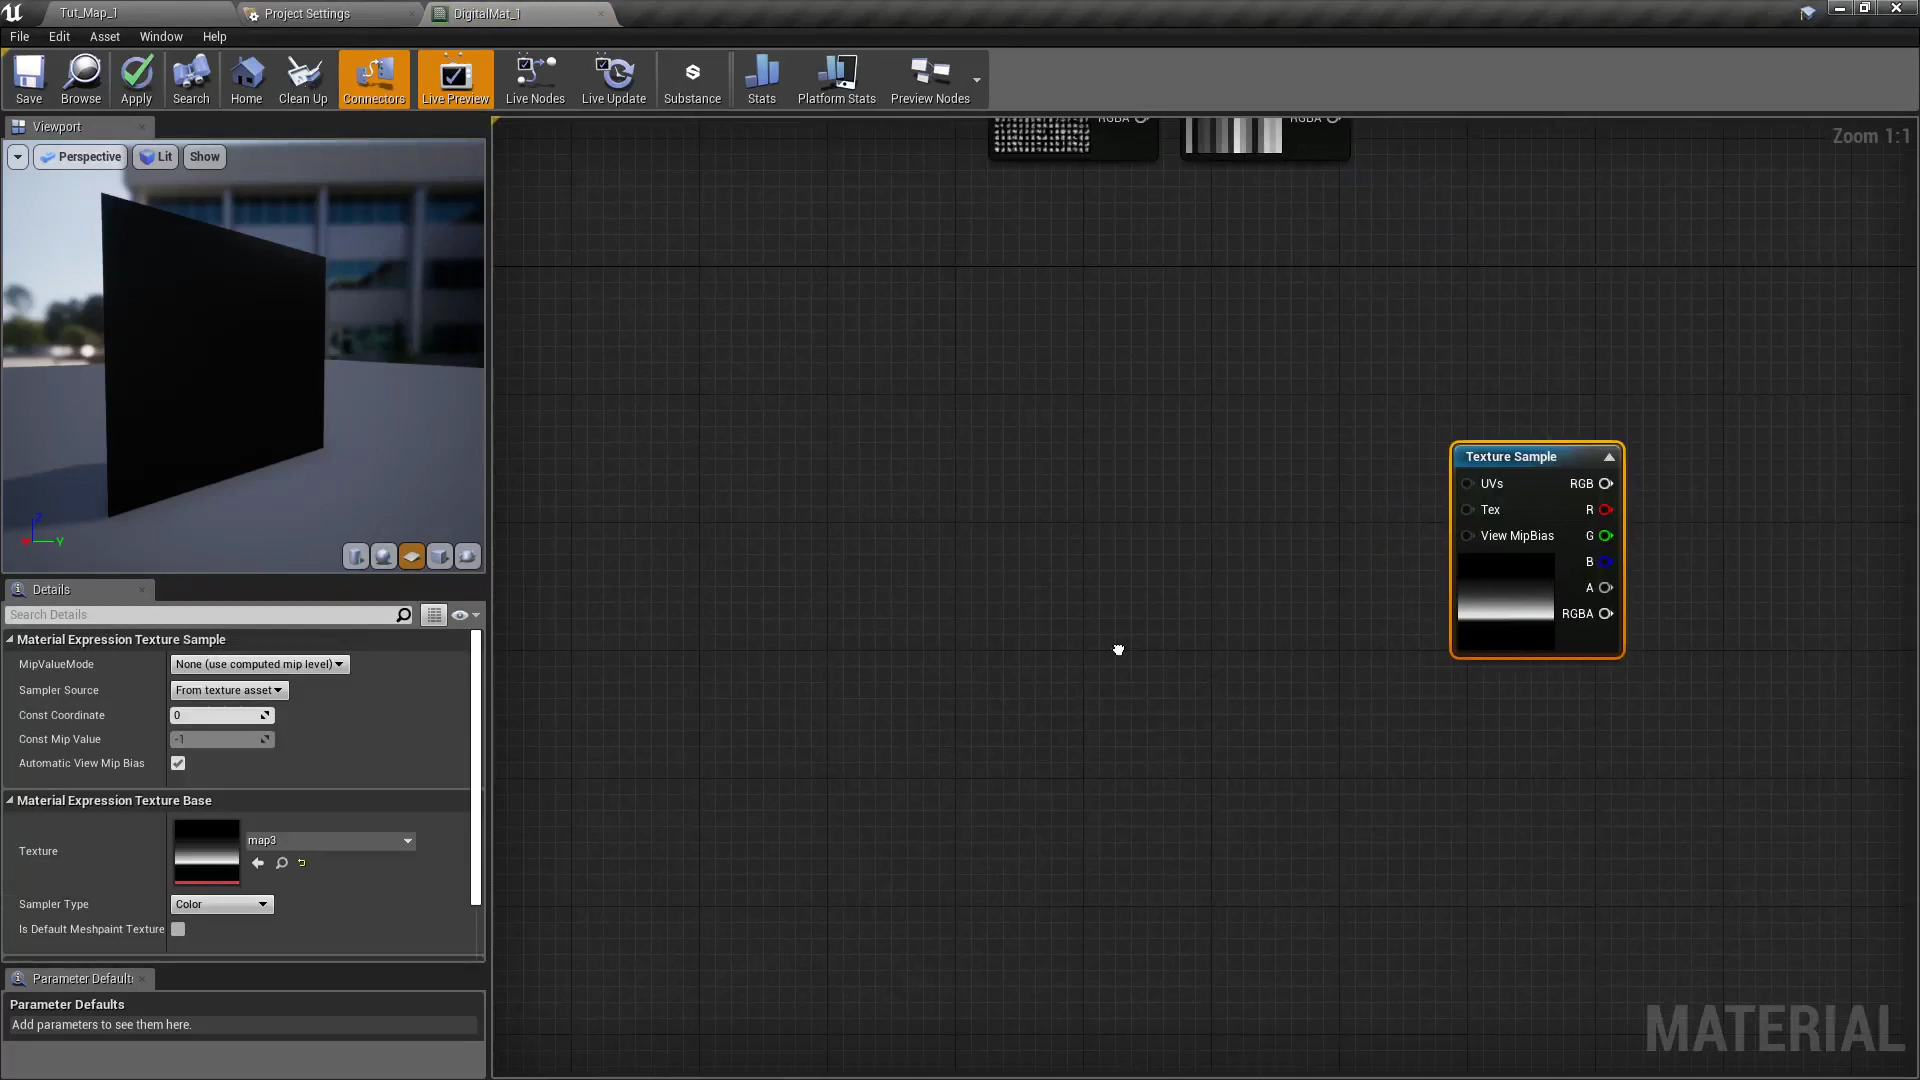 Tut_Map_1
Project Settings
DigitalMat_1
File Edit Asset Window Help
Save Browse Apply Search Home Clean Up Connectors Live Preview Live Nodes Live Update Substance Stats Platform Stats Preview Nodes
Viewport
Perspective Lit Show
Zoom 1:1
RGBA
RGBA
Texture Sample
UVs RGB
Tex R
View MipBias G
B
A
RGBA
Z
Y
Details
Search Details
Material Expression Texture Sample
MipValueMode None (use computed mip level)
Sampler Source From texture asset
Const Coordinate 0
Const Mip Value -1
Automatic View Mip Bias
Material Expression Texture Base
Texture map3
Sampler Type Color
Is Default Meshpaint Texture
Parameter Default
Parameter Defaults
Add parameters to see them here.
MATERIAL